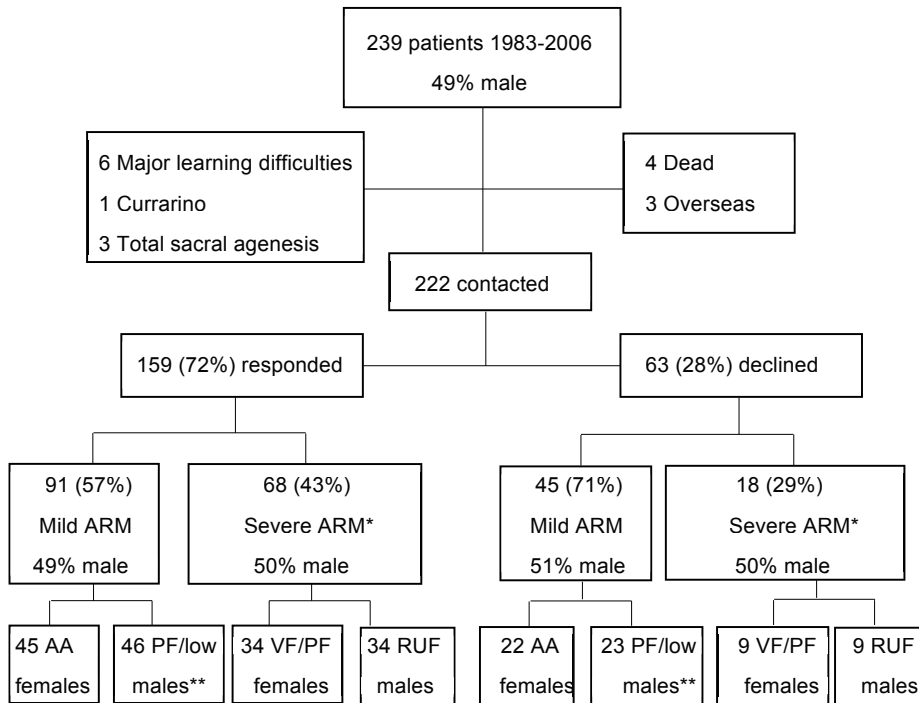 239 patients 1983-2006
49% male
6 Major learning difficulties
1 Currarino
3 Total sacral agenesis
4 Dead
3 Overseas
222 contacted
159 (72%) responded
63 (28%) declined
91 (57%)
Mild ARM
49% male
68 (43%)
Severe ARM*
50% male
45 (71%)
Mild ARM
51% male
18 (29%)
Severe ARM*
50% male
45 AA
females
46 PF/low
males**
34 VF/PF
females
34 RUF
males
22 AA
females
23 PF/low
males**
9 VF/PF
females
9 RUF
males